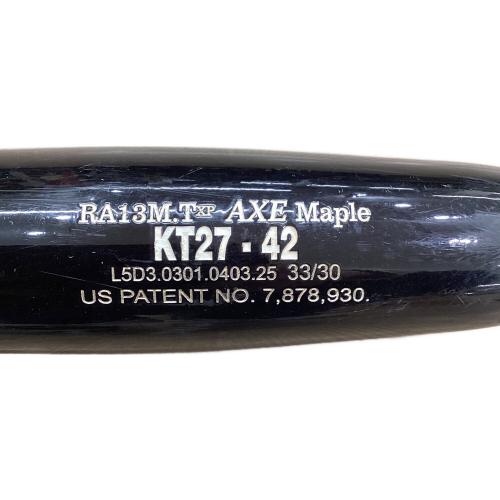 RA13M.Txp AXE Maple
KT27 - 42
L5D3.0301.0403.25 33/30
US PATENT NO. 7,878,930.